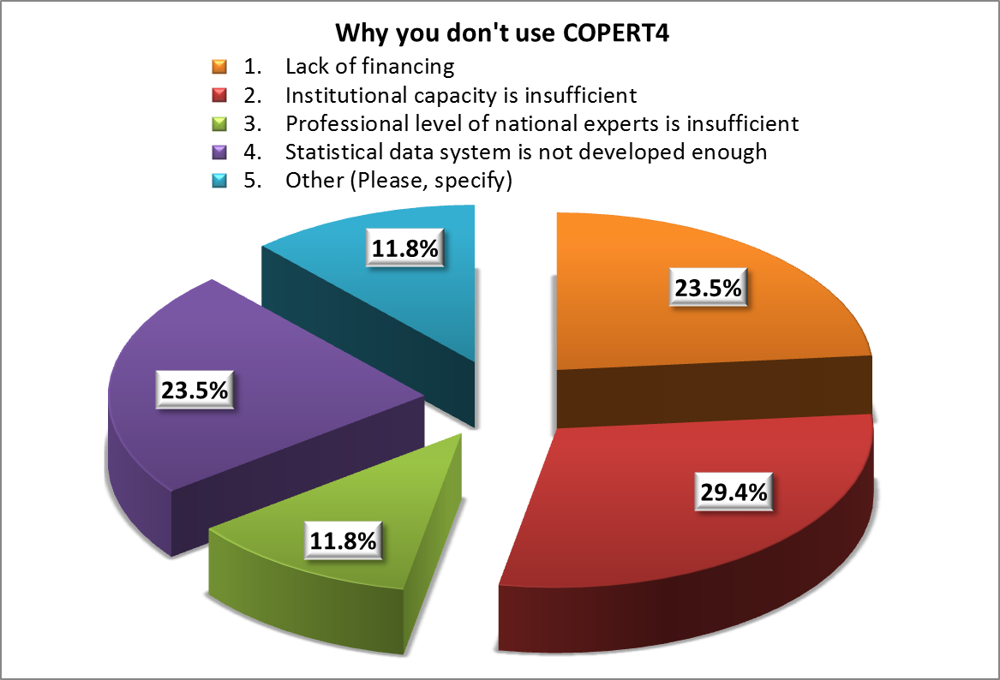 Why you don't use COPERT4
1. Lack of financing
2. Institutional capacity is insufficient
3. Professional level of national experts is insufficient
4. Statistical data system is not developed enough
5. Other (Please, specify)
11.8%
23.5%
23.5%
29.4%
11.8%